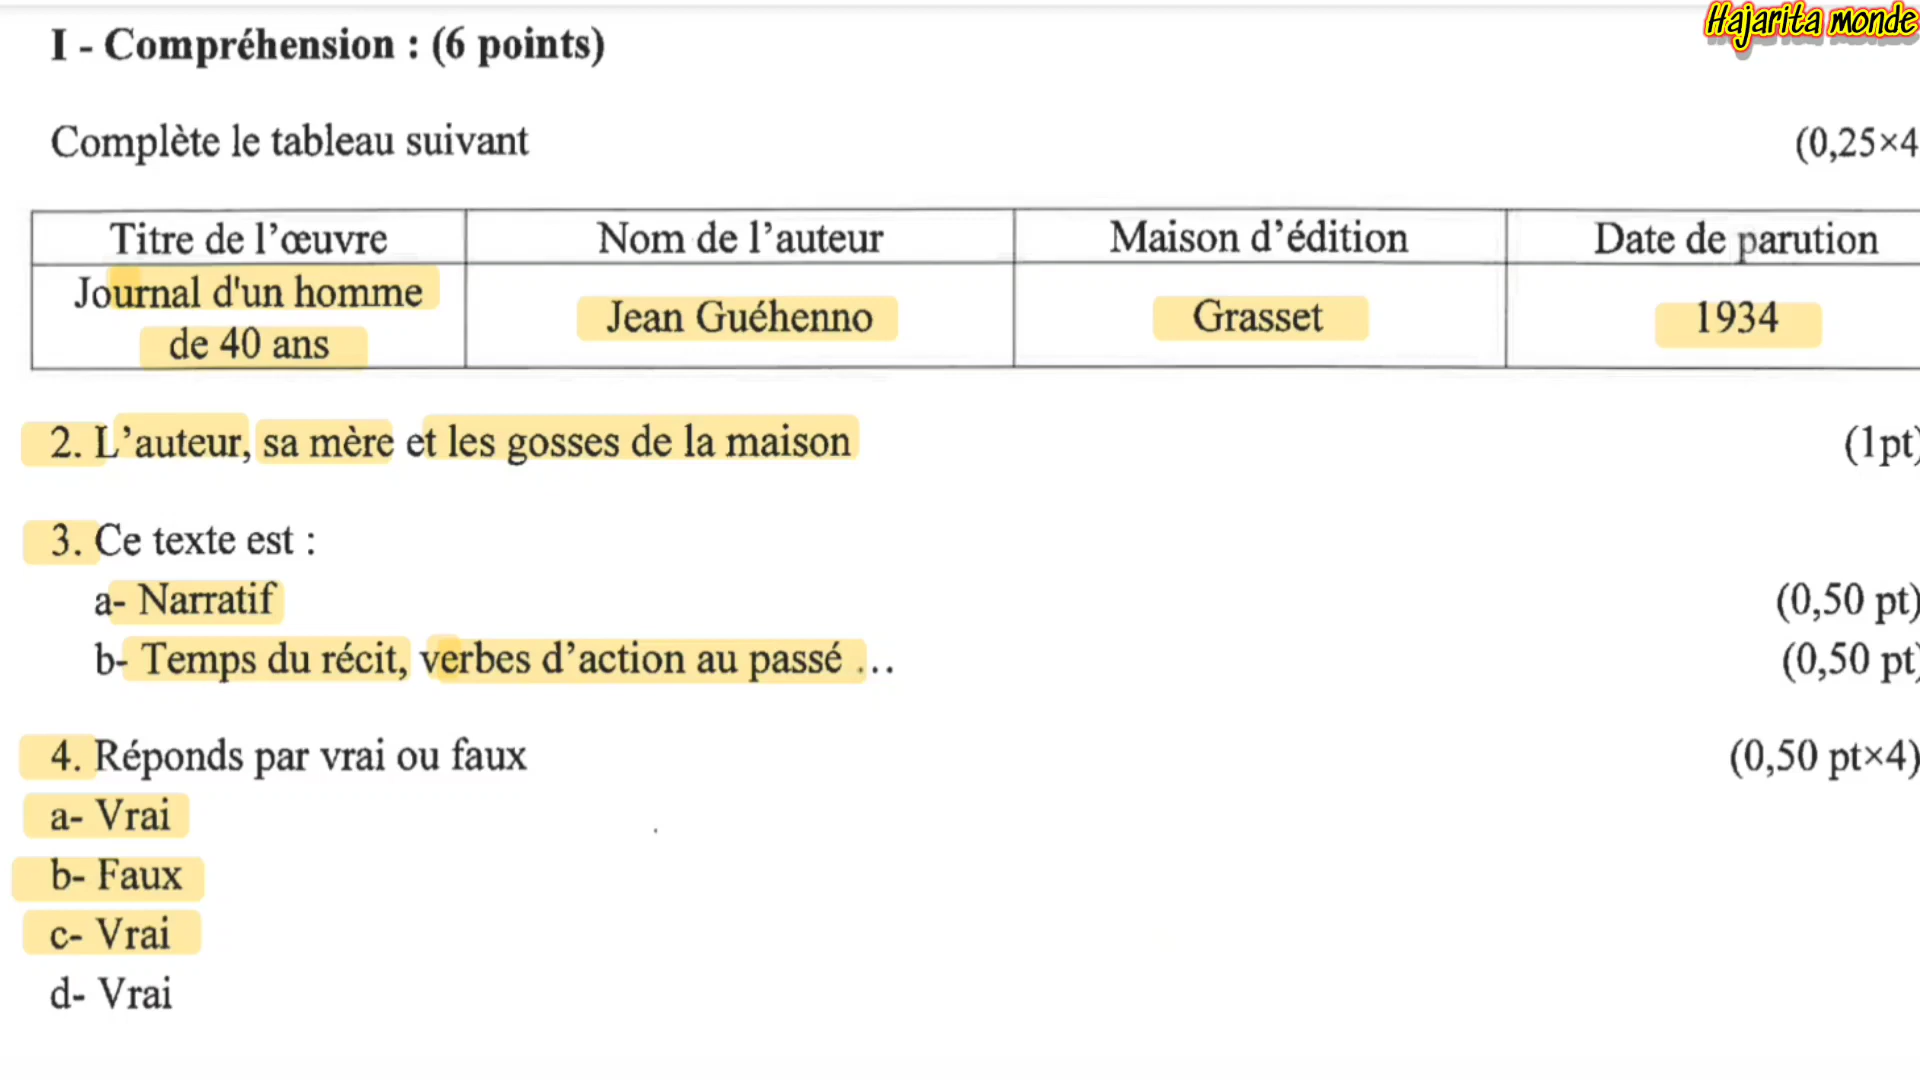 Hajarita monde
I - Compréhension : (6 points)
Complète le tableau suivant (0,25×4
Titre de l’œuvre Nom de l’auteur Maison d’édition Date de parution
Journal d'un homme
de 40 ans Jean Guéhenno Grasset 1934
2. L’auteur, sa mère et les gosses de la maison (1pt)
3. Ce texte est :
a- Narratif (0,50 pt)
b- Temps du récit, verbes d’action au passé ... (0,50 pt)
4. Réponds par vrai ou faux (0,50 pt×4)
a- Vrai
b- Faux
c- Vrai
d- Vrai